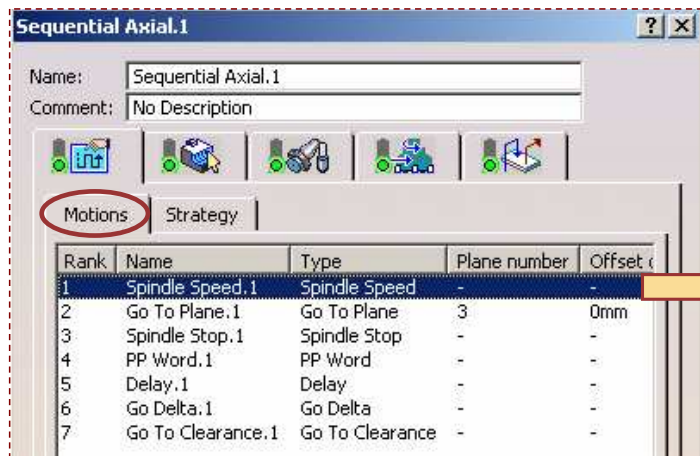 Sequential Axial.1
Name: Sequential Axial.1
Comment: No Description
Motions Strategy
Rank Name Type Plane number Offset
1 Spindle Speed.1 Spindle Speed - -
2 Go To Plane.1 Go To Plane 3 0mm
3 Spindle Stop.1 Spindle Stop - -
4 PP Word.1 PP Word - -
5 Delay.1 Delay - -
6 Go Delta.1 Go Delta - -
7 Go To Clearance.1 Go To Clearance - -